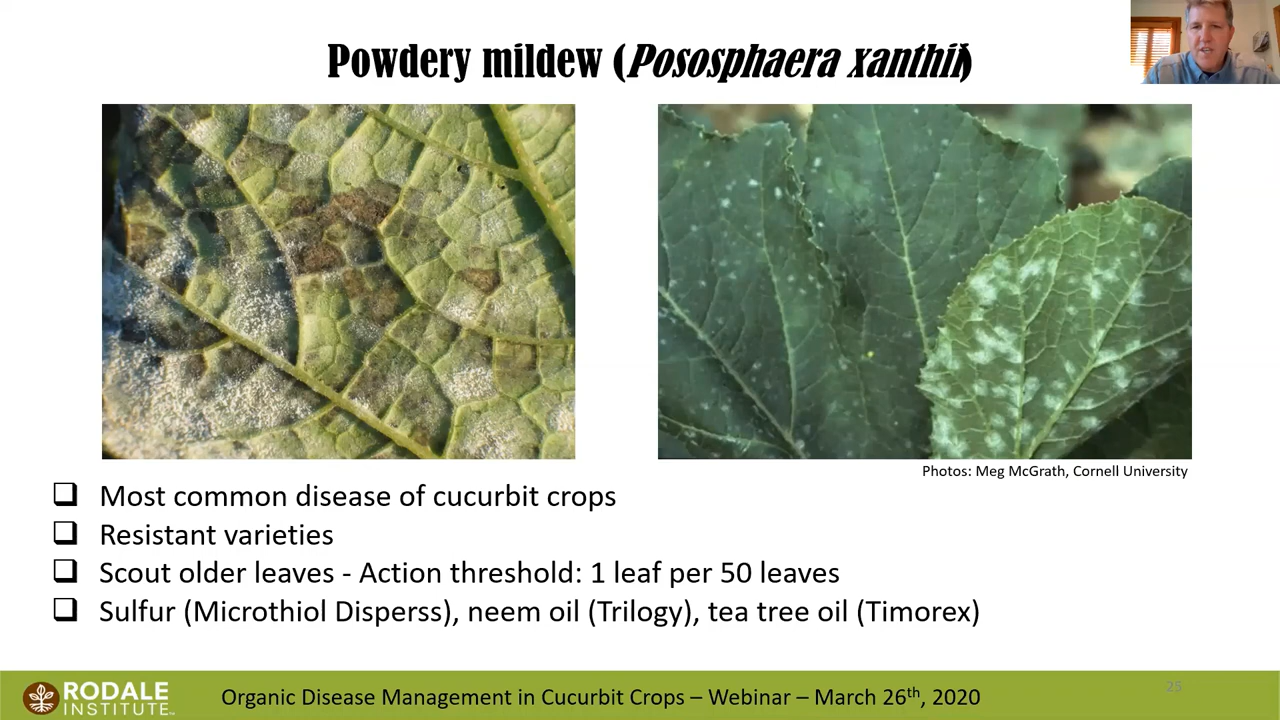 Powdery mildew (Pososphaera xanthii)
Photos: Meg McGrath, Cornell University
Most common disease of cucurbit crops
Resistant varieties
Scout older leaves - Action threshold: 1 leaf per 50 leaves
Sulfur (Microthiol Disperss), neem oil (Trilogy), tea tree oil (Timorex)
RODALE
INSTITUTE™
Organic Disease Management in Cucurbit Crops – Webinar – March 26th, 2020
25